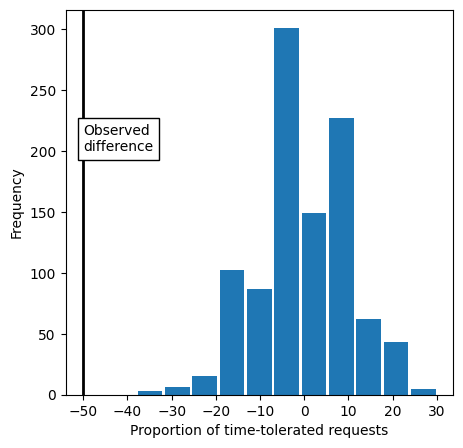 300
250
200
150
100
50
0
Frequency
Observed
difference
−50 −40 −30 −20 −10 0 10 20 30
Proportion of time-tolerated requests